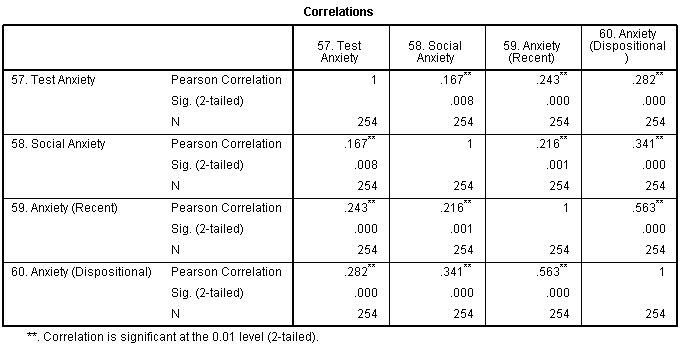 Correlations
57. Test Anxiety 58. Social Anxiety 59. Anxiety (Recent) 60. Anxiety (Dispositional)
57. Test Anxiety Pearson Correlation 1 .167** .243** .282**
Sig. (2-tailed) .008 .000 .000
N 254 254 254 254
58. Social Anxiety Pearson Correlation .167** 1 .216** .341**
Sig. (2-tailed) .008 .001 .000
N 254 254 254 254
59. Anxiety (Recent) Pearson Correlation .243** .216** 1 .563**
Sig. (2-tailed) .000 .001 .000
N 254 254 254 254
60. Anxiety (Dispositional) Pearson Correlation .282** .341** .563** 1
Sig. (2-tailed) .000 .000 .000
N 254 254 254 254
**. Correlation is significant at the 0.01 level (2-tailed).